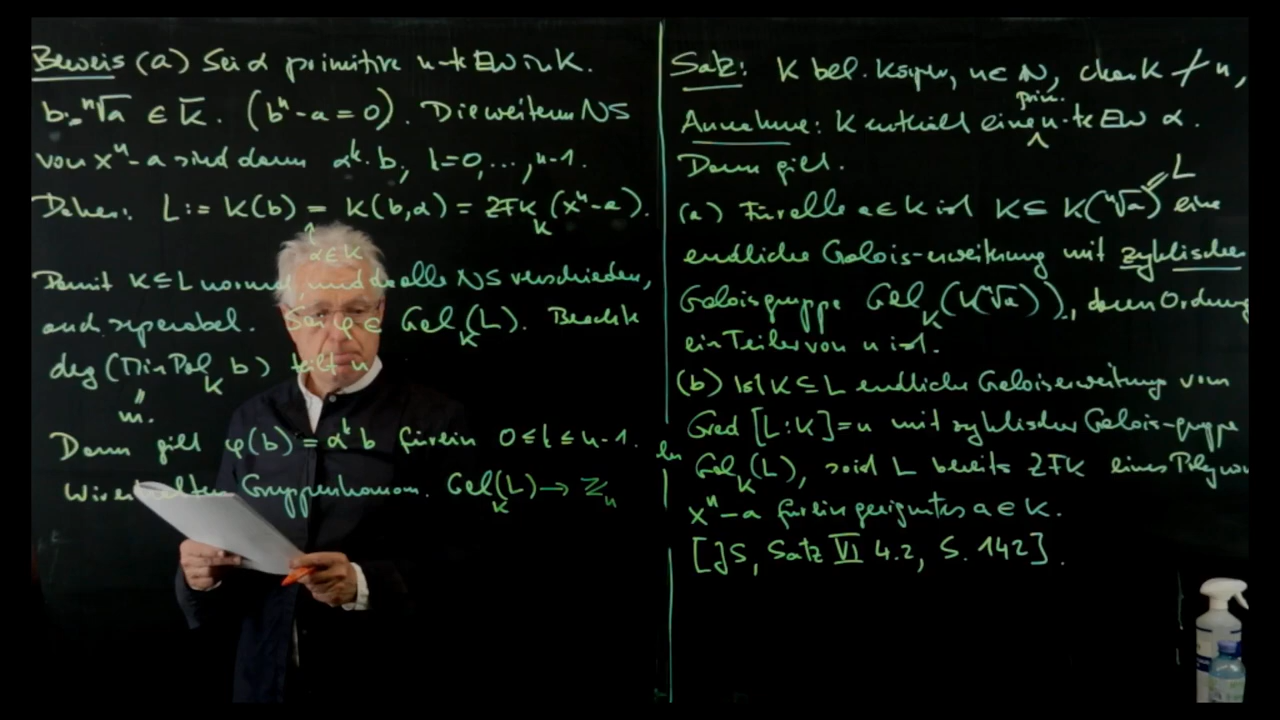 Beweis (a) Sei α primitive n-te EW in K.
b:=ⁿ√a ∈ K̅. (bⁿ-a=0). Die weiteren NS
von xⁿ-a sind dann αˡ·b, l=0,...,n-1.
Daher: L:= K(b) = K(b,α) = ZFK_K(xⁿ-a).
↑
α∈K
Damit K⊆L normal, und da alle NS verschieden,
auch separabel. Sei φ ∈ Gal_K(L). Beachte
deg(MinPol_K b) teilt n
"
m.
Dann gilt φ(b) = αˡ b für ein 0≤l≤n-1.
Wir erhalten Gruppenhomom. Gal_K(L) → ℤ_n
Satz: K bel. Körper, n∈ℕ, char K ∤ n,
prim.
Annahme: K enthält eine n-te EW α.
Dann gilt.
L
(a) Für alle a∈K ist K⊆ K(ⁿ√a) eine
endliche Galois-erweiterung mit zyklischer
Galoisgruppe Gal_K(K(ⁿ√a)), deren Ordnung
ein Teiler von n ist.
(b) Ist K⊆L endliche Galoiserweiterung vom
Grad [L:K]=n mit zyklischer Galois-gruppe
Gal_K(L), so ist L bereits ZFK eines Polynoms
xⁿ-a für ein geeignetes a∈K.
[JS, Satz VI 4.2, S. 142].